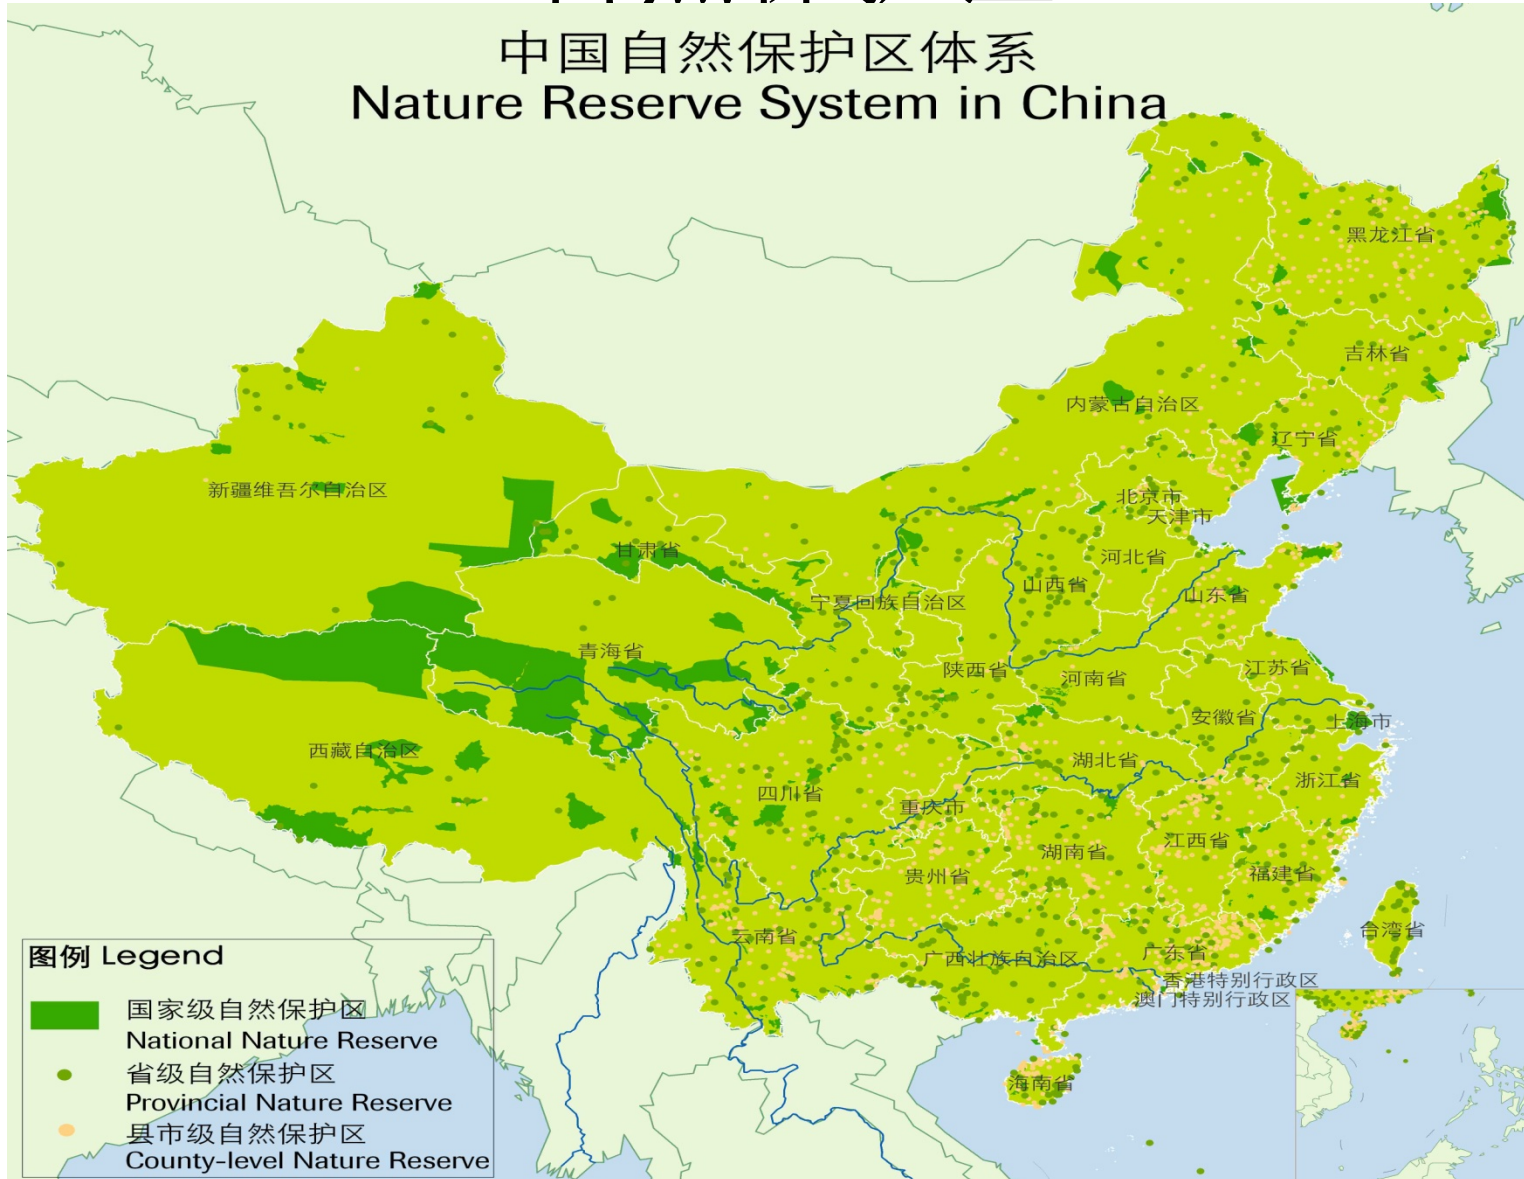 中国自然保护区体系
Nature Reserve System in China
黑龙江省
吉林省
内蒙古自治区
辽宁省
新疆维吾尔自治区
北京市
天津市
甘肃省
河北省
山西省
宁夏回族自治区
山东省
青海省
陕西省
河南省
江苏省
安徽省
上海市
西藏自治区
湖北省
浙江省
四川省
重庆市
江西省
湖南省
贵州省
福建省
云南省
台湾省
广西壮族自治区
广东省
香港特别行政区
澳门特别行政区
海南省
图例 Legend
国家级自然保护区
National Nature Reserve
省级自然保护区
Provincial Nature Reserve
县市级自然保护区
County-level Nature Reserve